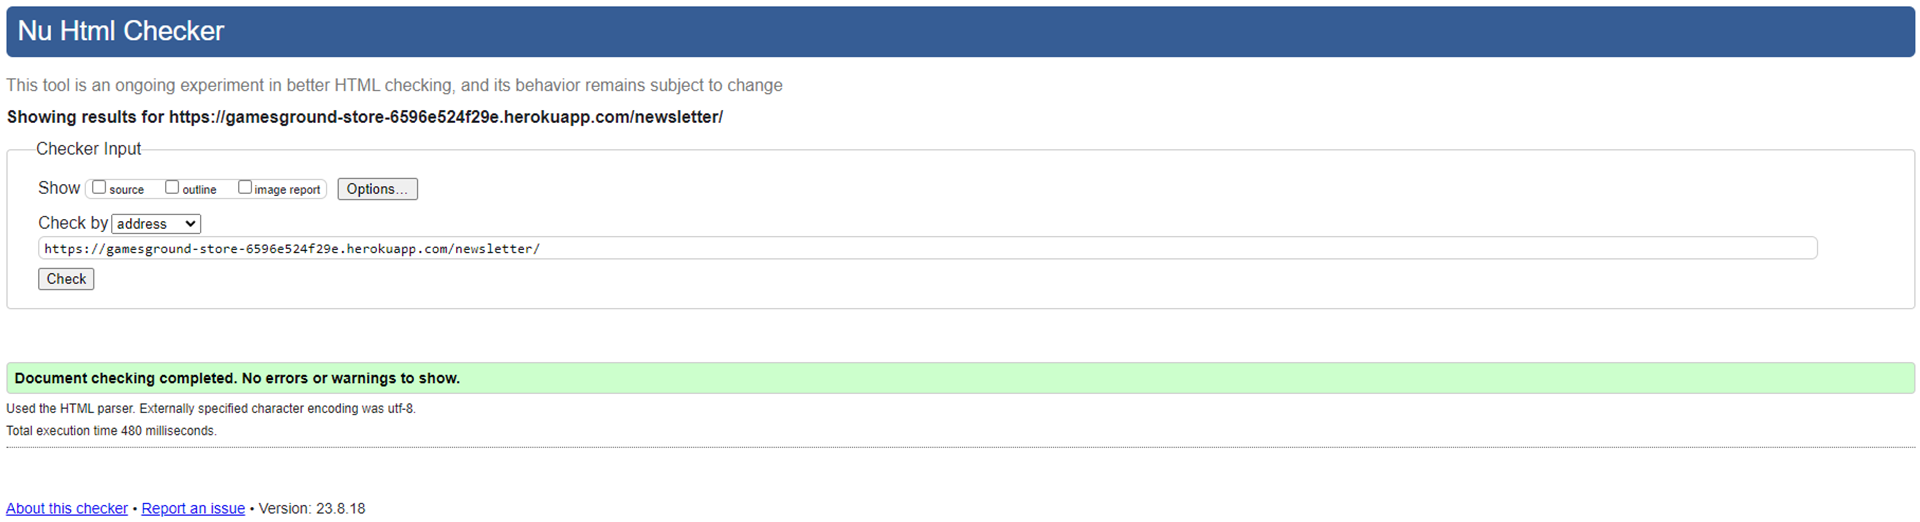 Nu Html Checker
This tool is an ongoing experiment in better HTML checking, and its behavior remains subject to change
Showing results for https://gamesground-store-6596e524f29e.herokuapp.com/newsletter/
Checker Input
Show source outline image report Options...
Check by address
https://gamesground-store-6596e524f29e.herokuapp.com/newsletter/
Check
Document checking completed. No errors or warnings to show.
Used the HTML parser. Externally specified character encoding was utf-8.
Total execution time 480 milliseconds.
About this checker • Report an issue • Version: 23.8.18